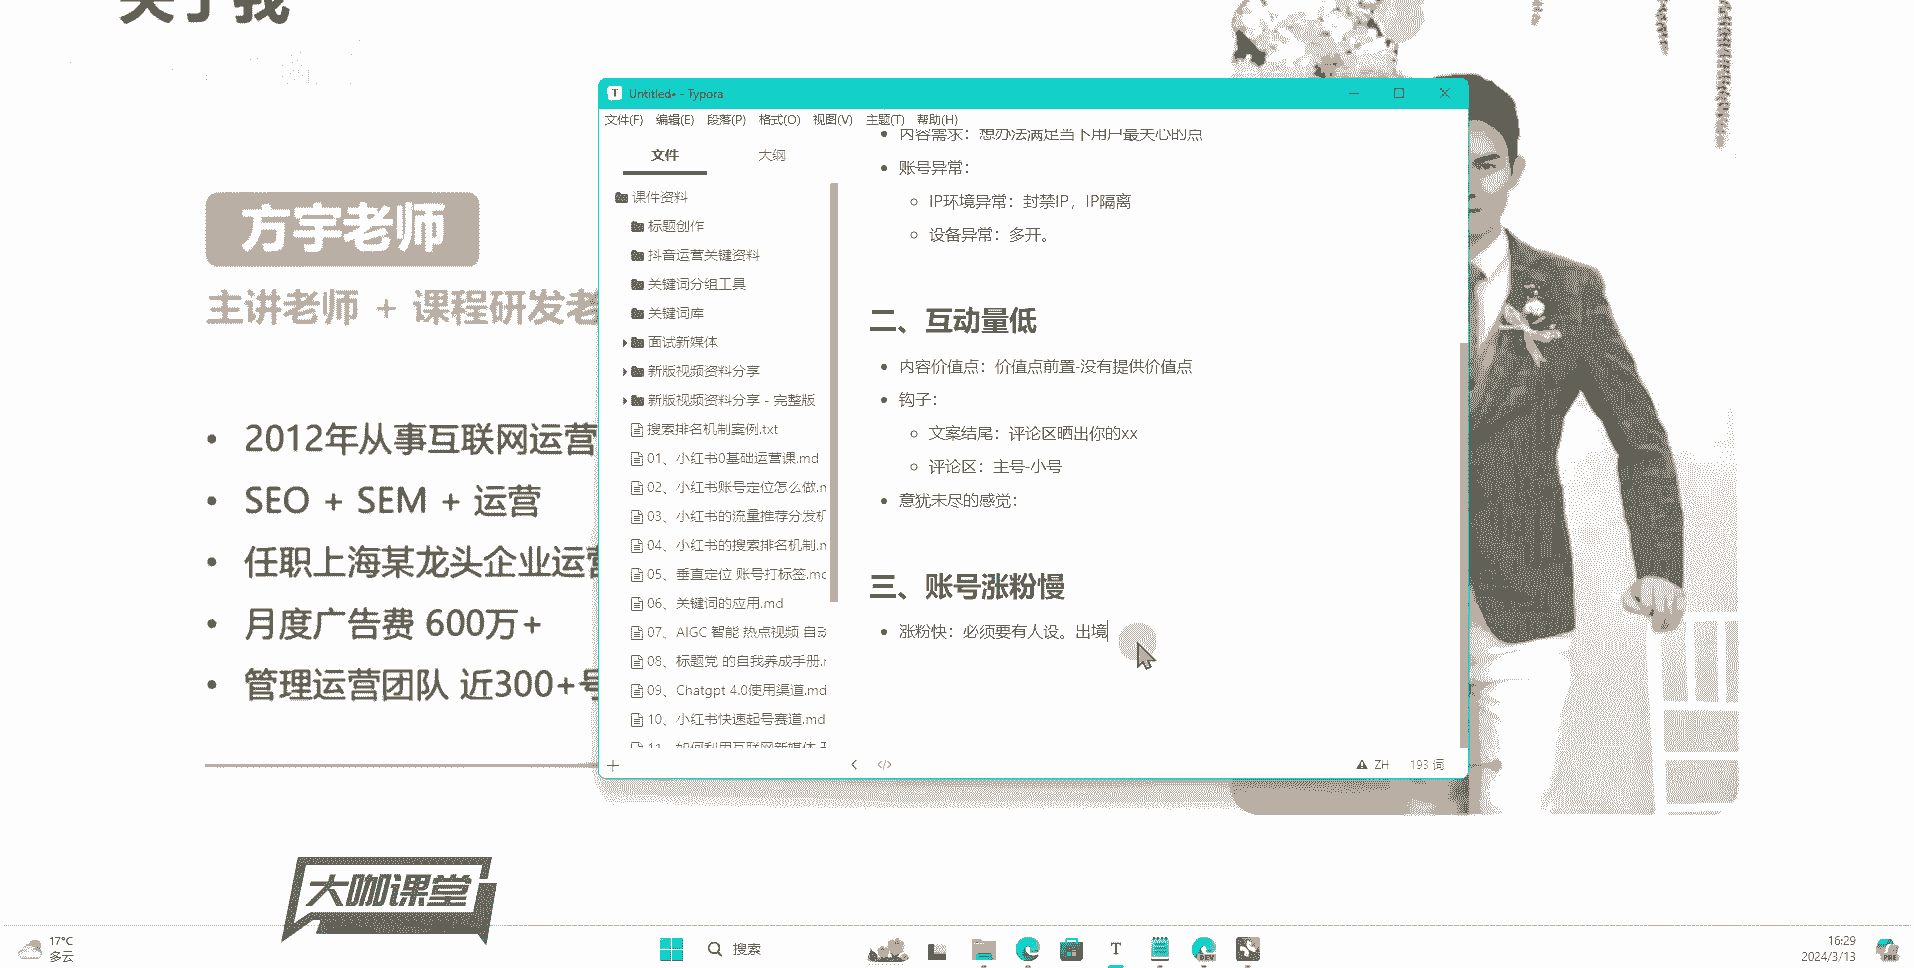 关于我
方宇老师
主讲老师 + 课程研发老
2012年从事互联网运营
SEO + SEM + 运营
任职上海某龙头企业运营
月度广告费 600万+
管理运营团队 近300+号
大咖课堂
Untitled• - Typora
文件(F) 编辑(E) 段落(P) 格式(O) 视图(V) 主题(T) 帮助(H)
文件 大纲
课件资料
标题创作
抖音运营关键资料
关键词分组工具
关键词库
面试新媒体
新版视频资料分享
新版视频资料分享 - 完整版
搜索排名机制案例.txt
01、小红书0基础运营课.md
02、小红书账号定位怎么做.m
03、小红书的流量推荐分发机
04、小红书的搜索排名机制.m
05、垂直定位 账号打标签.md
06、关键词的应用.md
07、AIGC 智能 热点视频 自动
08、标题党 的自我养成手册.m
09、Chatgpt 4.0使用渠道.md
10、小红书快速起号赛道.md
11、如何利用互联网新媒体
内容需求：想办法满足当下用户最关心的点
账号异常：
IP环境异常：封禁IP，IP隔离
设备异常：多开。
二、互动量低
内容价值点：价值点前置-没有提供价值点
钩子：
文案结尾：评论区晒出你的xx
评论区：主号-小号
意犹未尽的感觉：
三、账号涨粉慢
涨粉快：必须要有人设。出境
ZH 193 词
17°C
多云
搜索
T
DEV
16:29
2024/3/13
PRE